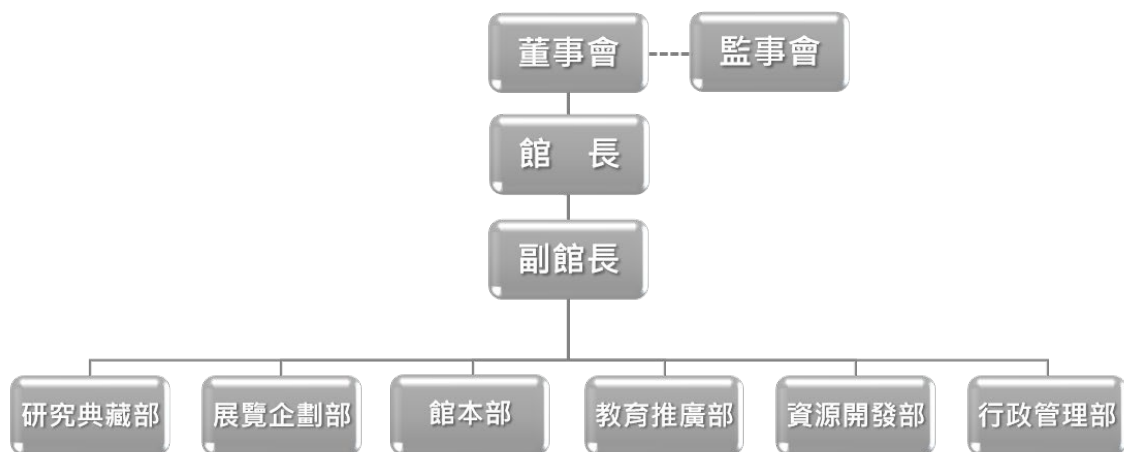 董事會
監事會
館 長
副館長
研究典藏部
展覽企劃部
館本部
教育推廣部
資源開發部
行政管理部